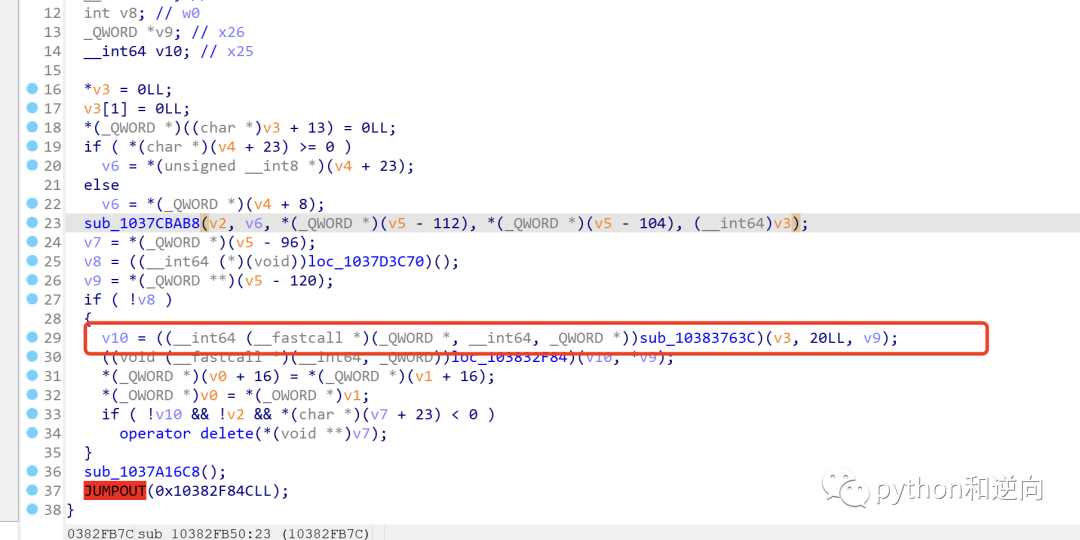 12 int v8; // w0
13 _QWORD *v9; // x26
14 __int64 v10; // x25
15
16 *v3 = 0LL;
17 v3[1] = 0LL;
18 *(_QWORD *)((char *)v3 + 13) = 0LL;
19 if ( *(char *)(v4 + 23) >= 0 )
20 v6 = *(unsigned __int8 *)(v4 + 23);
21 else
22 v6 = *(_QWORD *)(v4 + 8);
23 sub_1037CBAB8(v2, v6, *(_QWORD *)(v5 - 112), *(_QWORD *)(v5 - 104), (__int64)v3);
24 v7 = *(_QWORD *)(v5 - 96);
25 v8 = ((__int64 (*)(void))loc_1037D3C70)();
26 v9 = *(_QWORD **)(v5 - 120);
27 if ( !v8 )
28 {
29 v10 = ((__int64 (__fastcall *)(_QWORD *, __int64, _QWORD *))sub_10383763C)(v3, 20LL, v9);
30 ((void (__fastcall *)(__int64, _QWORD))loc_103832F84)(v10, *v9);
31 *(_QWORD *)(v0 + 16) = *(_QWORD *)(v1 + 16);
32 *(_OWORD *)v0 = *(_OWORD *)v1;
33 if ( !v10 && !v2 && *(char *)(v7 + 23) < 0 )
34 operator delete(*(void **)v7);
35 }
36 sub_1037A16C8();
37 JUMPOUT(0x10382F84CLL);
38 }
python和逆向
0382FB7C sub_10382FB50:23 (10382FB7C)